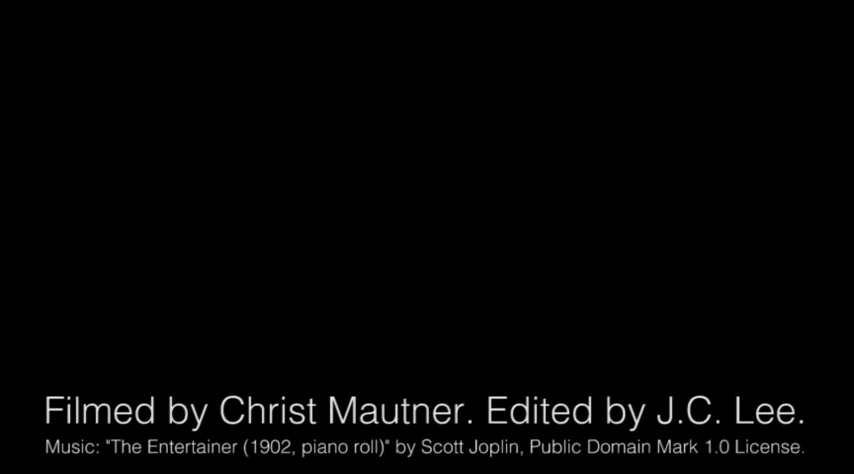 Filmed by Christ Mautner. Edited by J.C. Lee.
Music: "The Entertainer (1902, piano roll)" by Scott Joplin, Public Domain Mark 1.0 License.